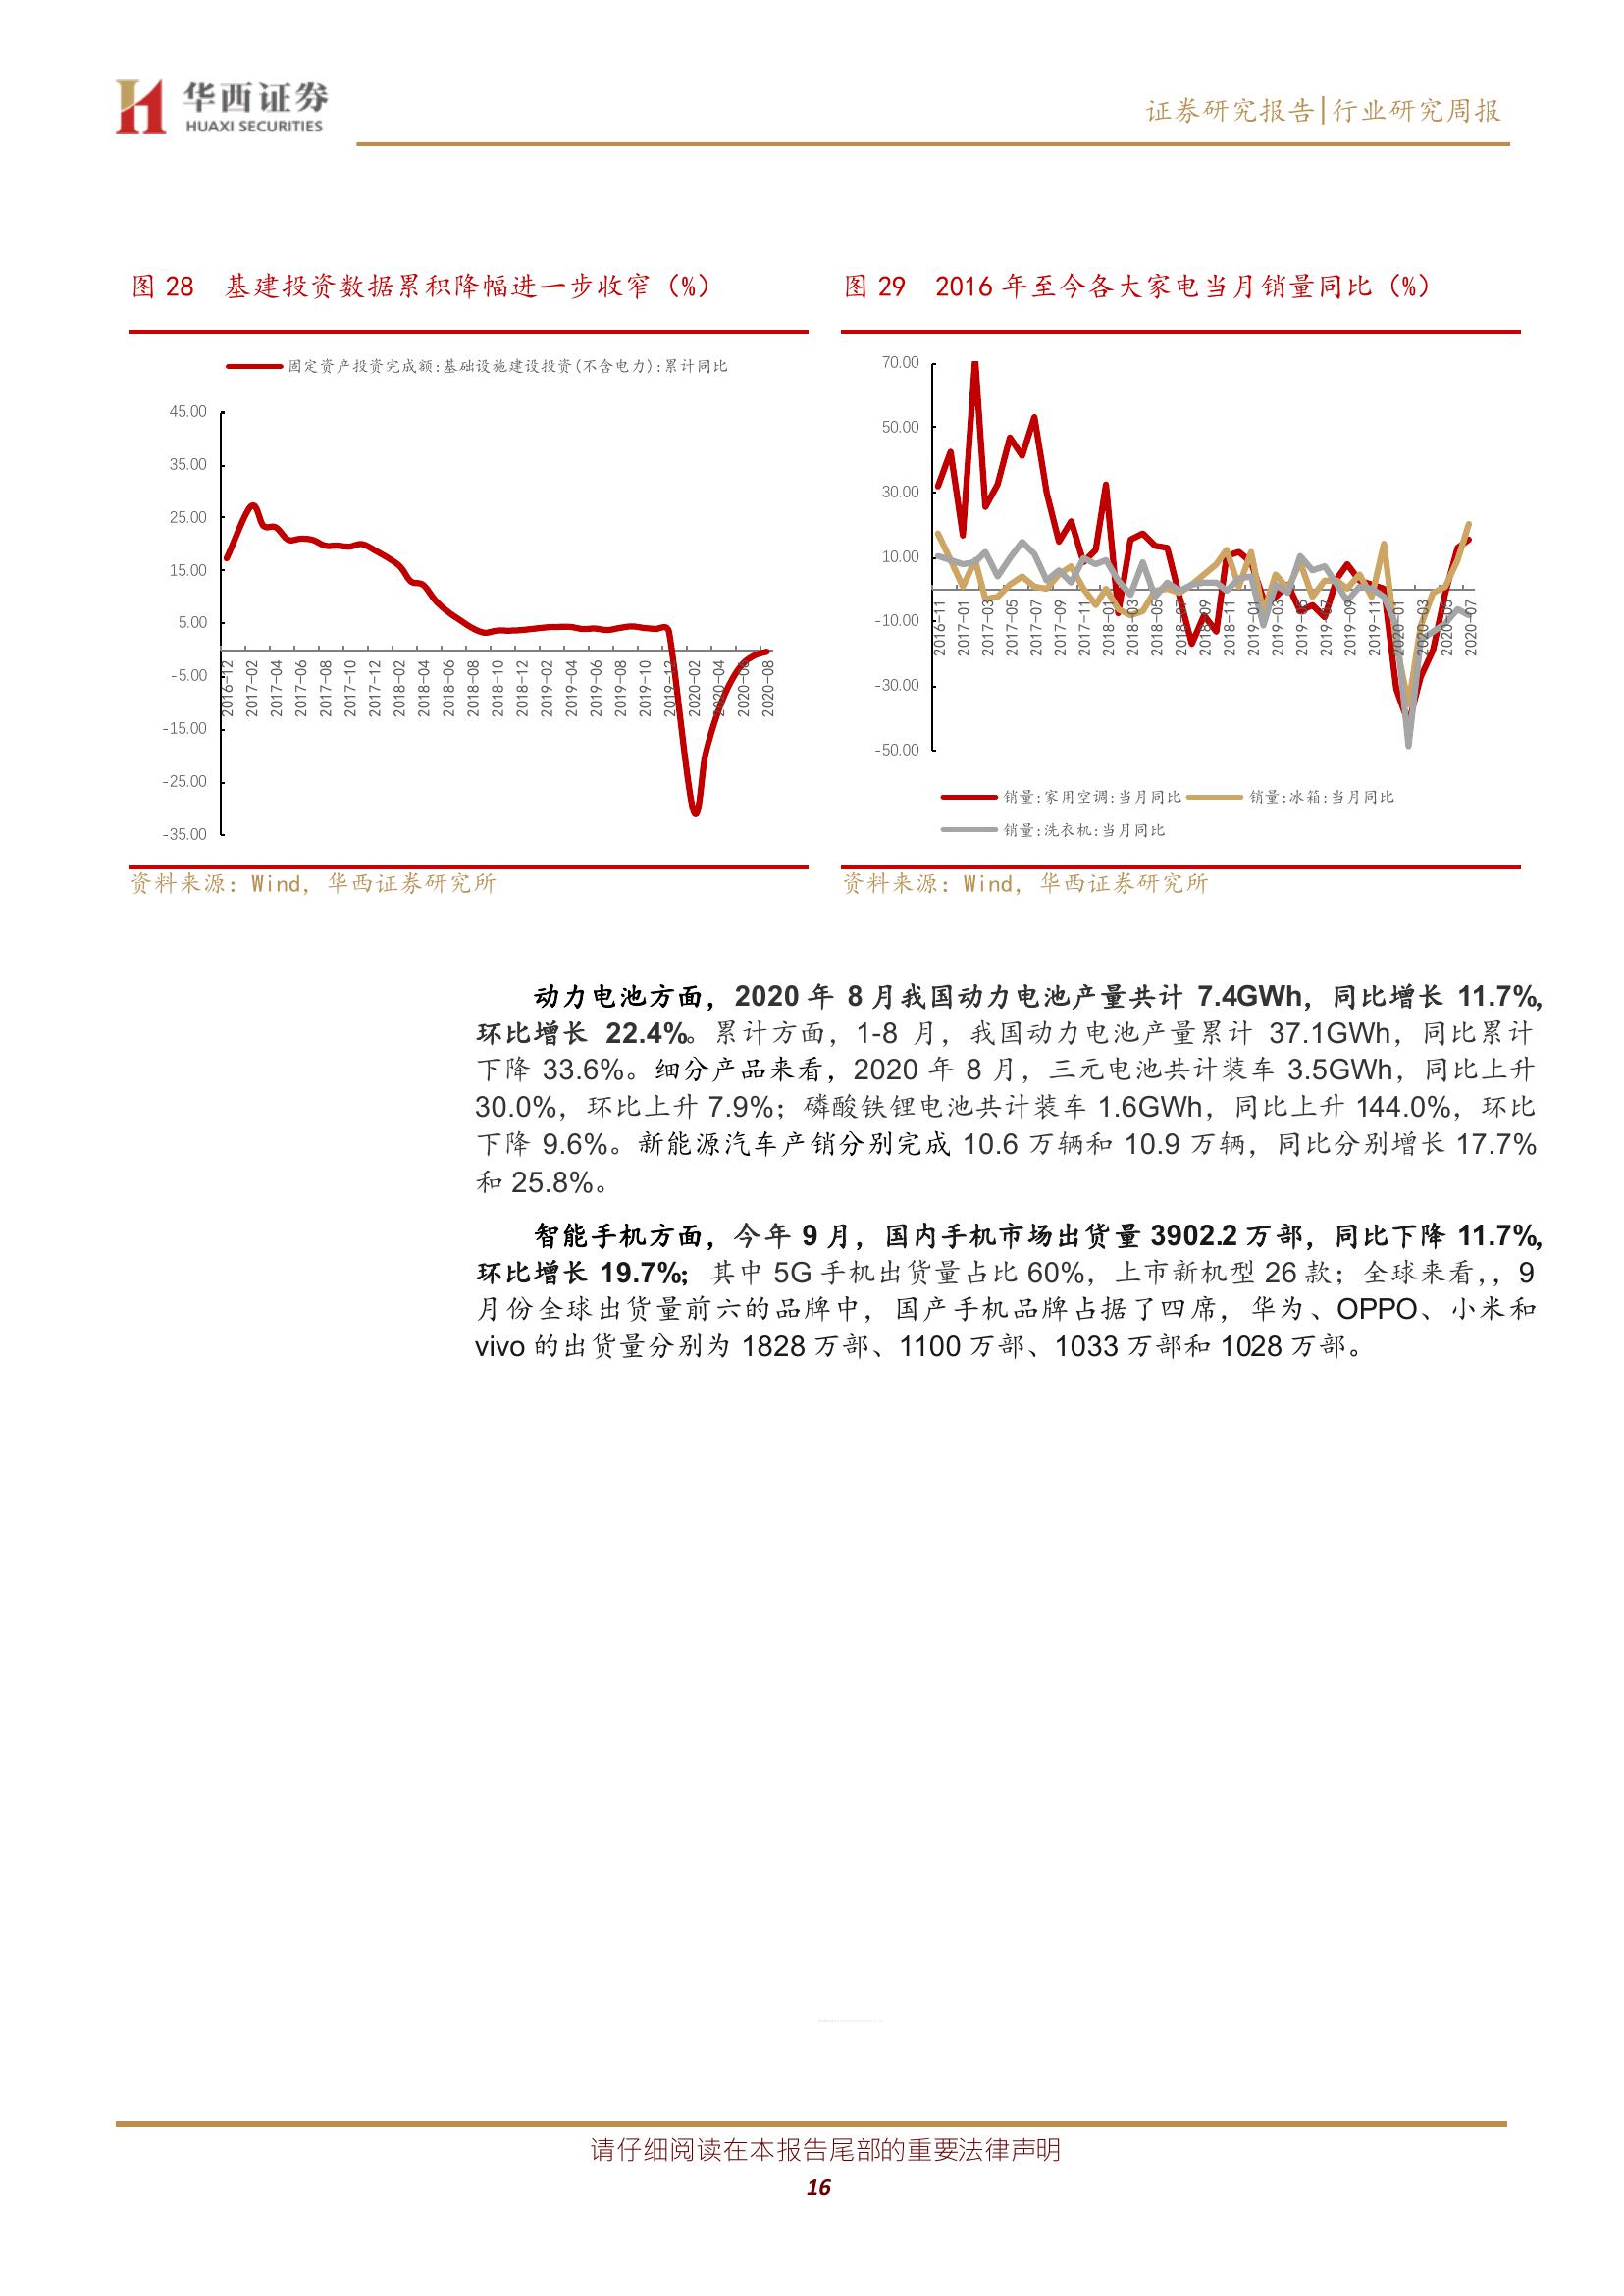 华西证券
HUAXI SECURITIES
证券研究报告|行业研究周报
图 28 基建投资数据累积降幅进一步收窄（%）
固定资产投资完成额:基础设施建设投资(不含电力):累计同比
45.00
35.00
25.00
15.00
5.00
-5.00
-15.00
-25.00
-35.00
2016-12
2017-02
2017-04
2017-06
2017-08
2017-10
2017-12
2018-02
2018-04
2018-06
2018-08
2018-10
2018-12
2019-02
2019-04
2019-06
2019-08
2019-10
2019-12
2020-02
2020-04
2020-06
2020-08
资料来源：Wind，华西证券研究所
图 29 2016 年至今各大家电当月销量同比（%）
70.00
50.00
30.00
10.00
-10.00
-30.00
-50.00
2016-11
2017-01
2017-03
2017-05
2017-07
2017-09
2017-11
2018-01
2018-03
2018-05
2018-07
2018-09
2018-11
2019-01
2019-03
2019-05
2019-07
2019-09
2019-11
2020-01
2020-03
2020-05
2020-07
销量:家用空调:当月同比
销量:冰箱:当月同比
销量:洗衣机:当月同比
资料来源：Wind，华西证券研究所
动力电池方面，2020 年 8 月我国动力电池产量共计 7.4GWh，同比增长 11.7%，
环比增长 22.4%。累计方面，1-8 月，我国动力电池产量累计 37.1GWh，同比累计
下降 33.6%。细分产品来看，2020 年 8 月，三元电池共计装车 3.5GWh，同比上升
30.0%，环比上升 7.9%；磷酸铁锂电池共计装车 1.6GWh，同比上升 144.0%，环比
下降 9.6%。新能源汽车产销分别完成 10.6 万辆和 10.9 万辆，同比分别增长 17.7%
和 25.8%。
智能手机方面，今年 9 月，国内手机市场出货量 3902.2 万部，同比下降 11.7%，
环比增长 19.7%；其中 5G 手机出货量占比 60%，上市新机型 26 款；全球来看，，9
月份全球出货量前六的品牌中，国产手机品牌占据了四席，华为、OPPO、小米和
vivo 的出货量分别为 1828 万部、1100 万部、1033 万部和 1028 万部。
请仔细阅读在本报告尾部的重要法律声明
16